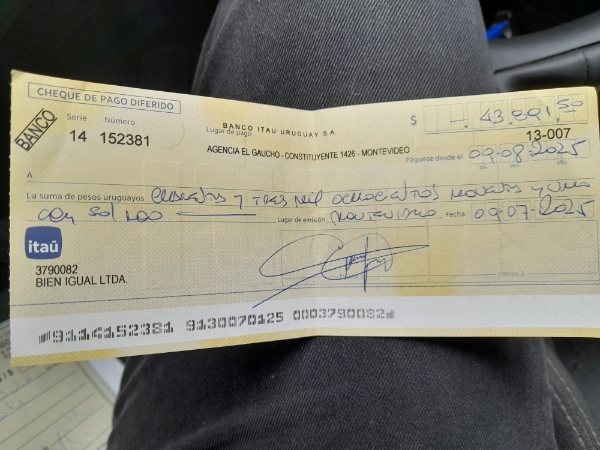 CHEQUE DE PAGO DIFERIDO
BANCO
Serie Número
14 152381
BANCO ITAU URUGUAY S.A.
Lugar de pago
AGENCIA EL GAUCHO - CONSTITUYENTE 1426 - MONTEVIDEO
$ 43.891,50
13-007
Páguese desde el 09.08.2025
A
La suma de pesos uruguayos cuarenta y tres mil ochocientos noventa y uno
con 50/100 Lugar de emisión Montevideo Fecha 09.07.2025
itaú
3790082
BIEN IGUAL LTDA.
FIRMA 2
9114152381 9130070125 0003790082